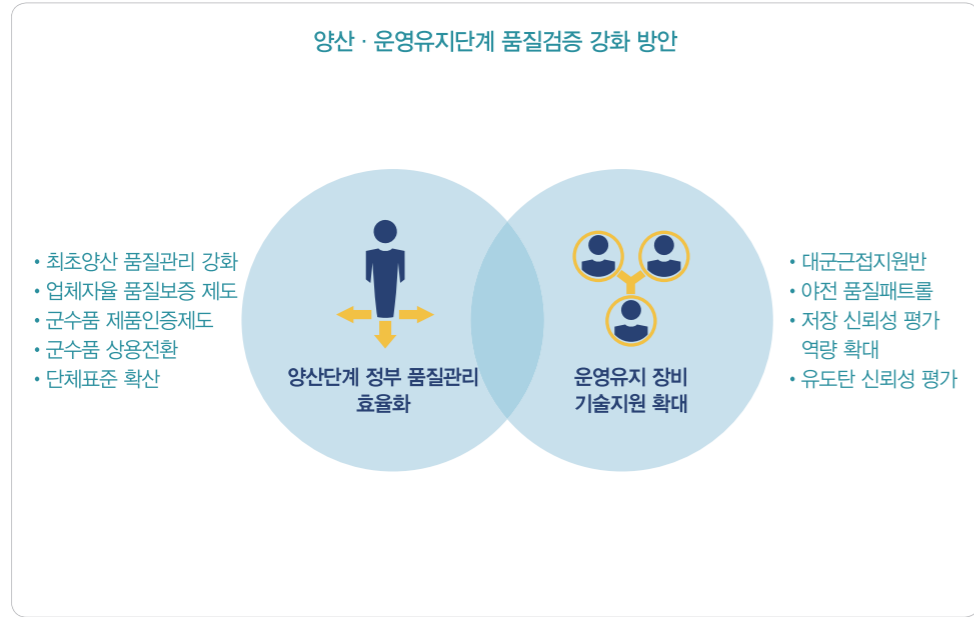 양산 · 운영유지단계 품질검증 강화 방안
• 최초양산 품질관리 강화
• 업체자율 품질보증 제도
• 군수품 제품인증제도
• 군수품 상용전환
• 단체표준 확산
양산단계 정부 품질관리
효율화
운영유지 장비
기술지원 확대
• 대군근접지원반
• 야전 품질패트롤
• 저장 신뢰성 평가
역량 확대
• 유도탄 신뢰성 평가